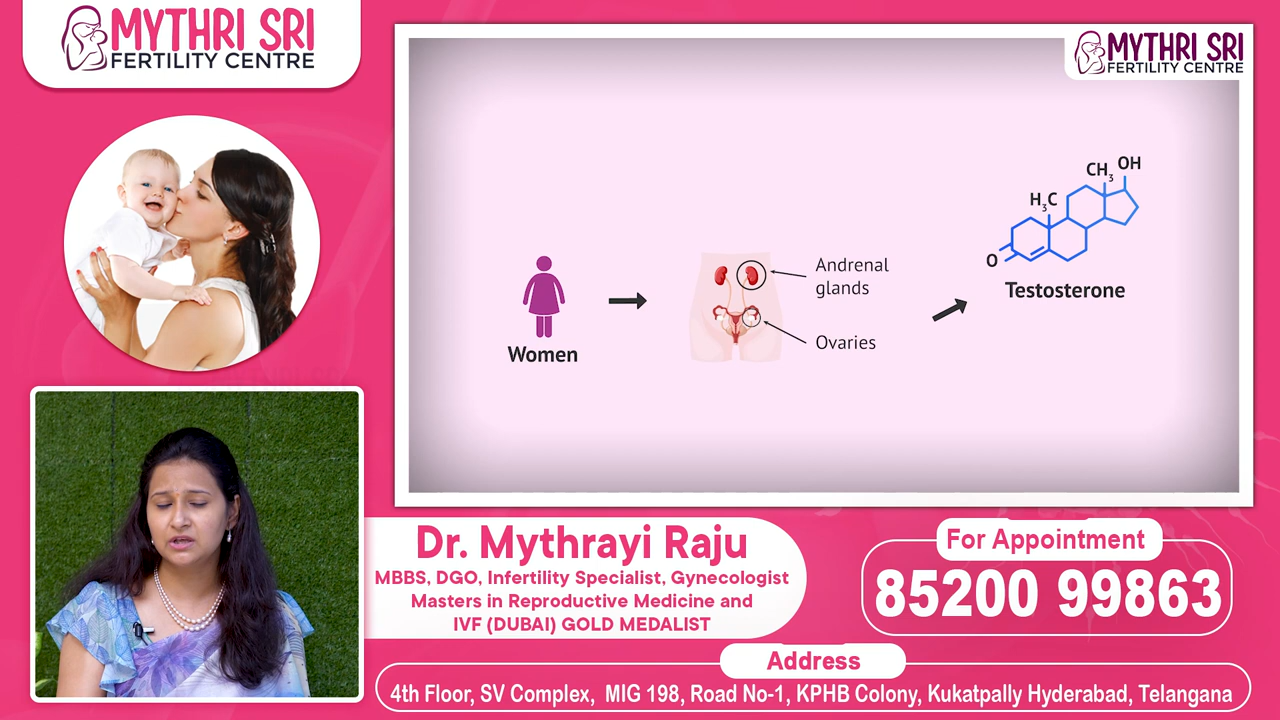 MYTHRI SRI
FERTILITY CENTRE
MYTHRI SRI
FERTILITY CENTRE
CH3 OH
H3C
O
Testosterone
Andrenal
glands
Ovaries
Women
Dr. Mythrayi Raju
MBBS, DGO, Infertility Specialist, Gynecologist
Masters in Reproductive Medicine and
IVF (DUBAI) GOLD MEDALIST
For Appointment
85200 99863
Address
4th Floor, SV Complex, MIG 198, Road No-1, KPHB Colony, Kukatpally Hyderabad, Telangana